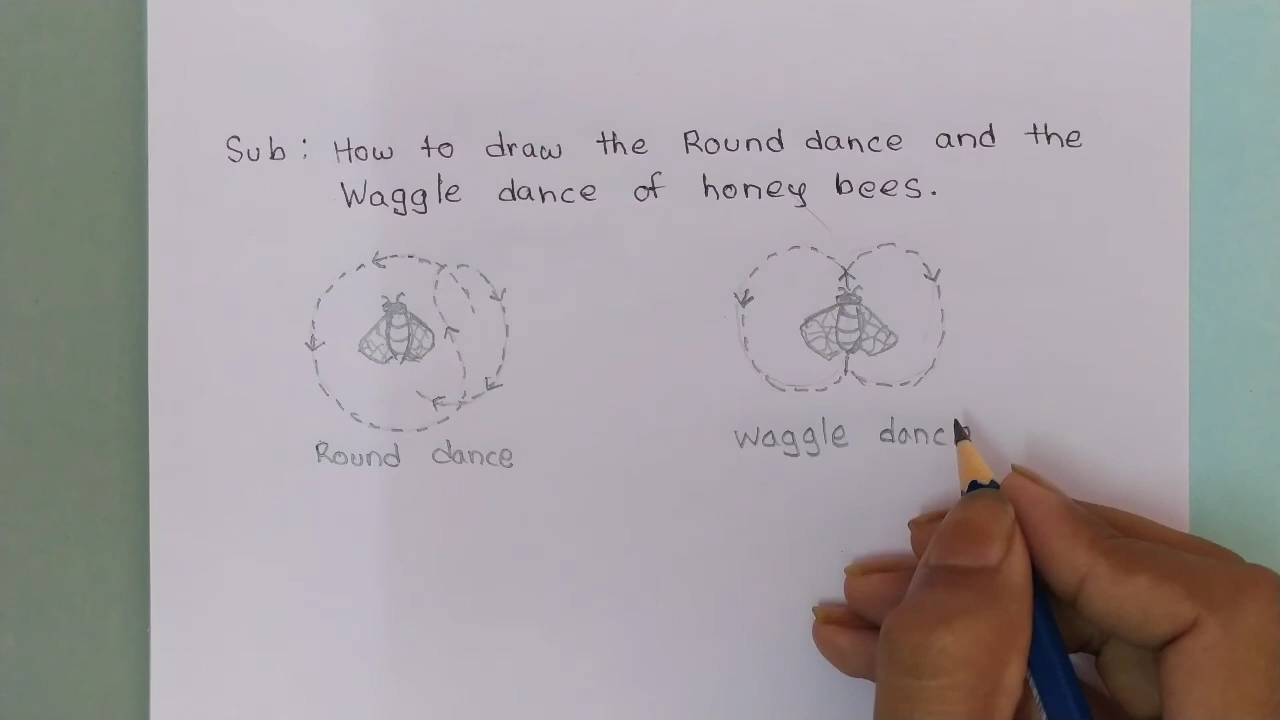 Sub: How to draw the Round dance and the
Waggle dance of honey bees.
Round dance
Waggle danc